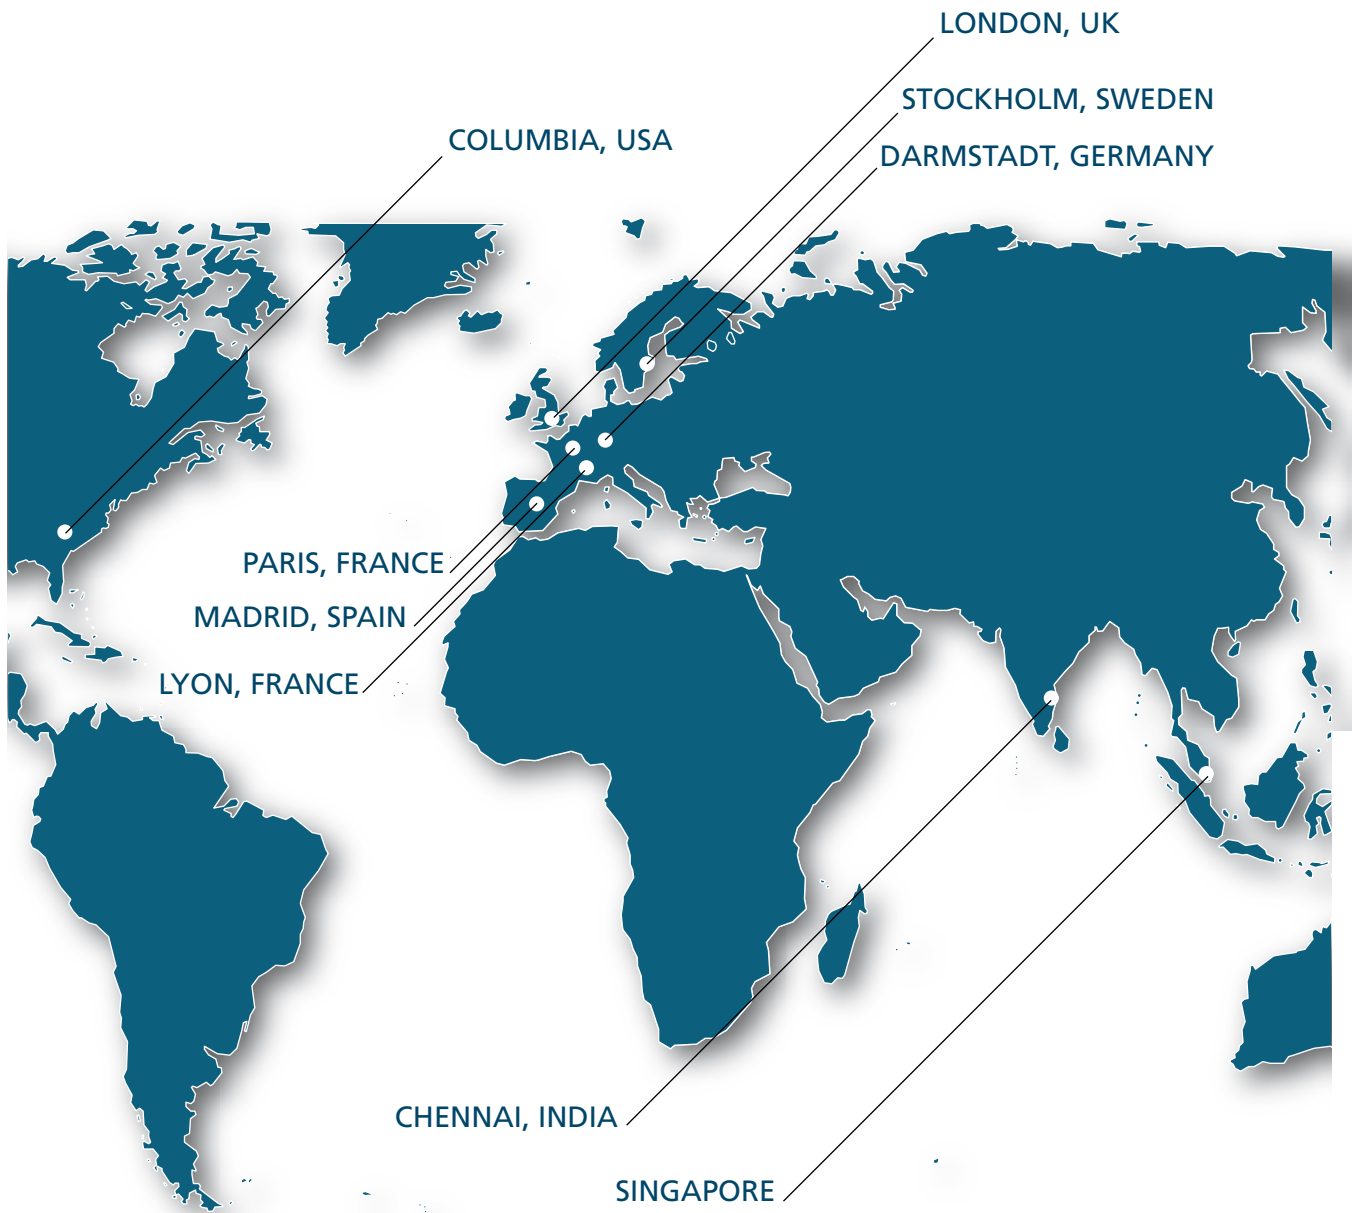 LONDON, UK
STOCKHOLM, SWEDEN
COLUMBIA, USA
DARMSTADT, GERMANY
PARIS, FRANCE
MADRID, SPAIN
LYON, FRANCE
CHENNAI, INDIA
SINGAPORE